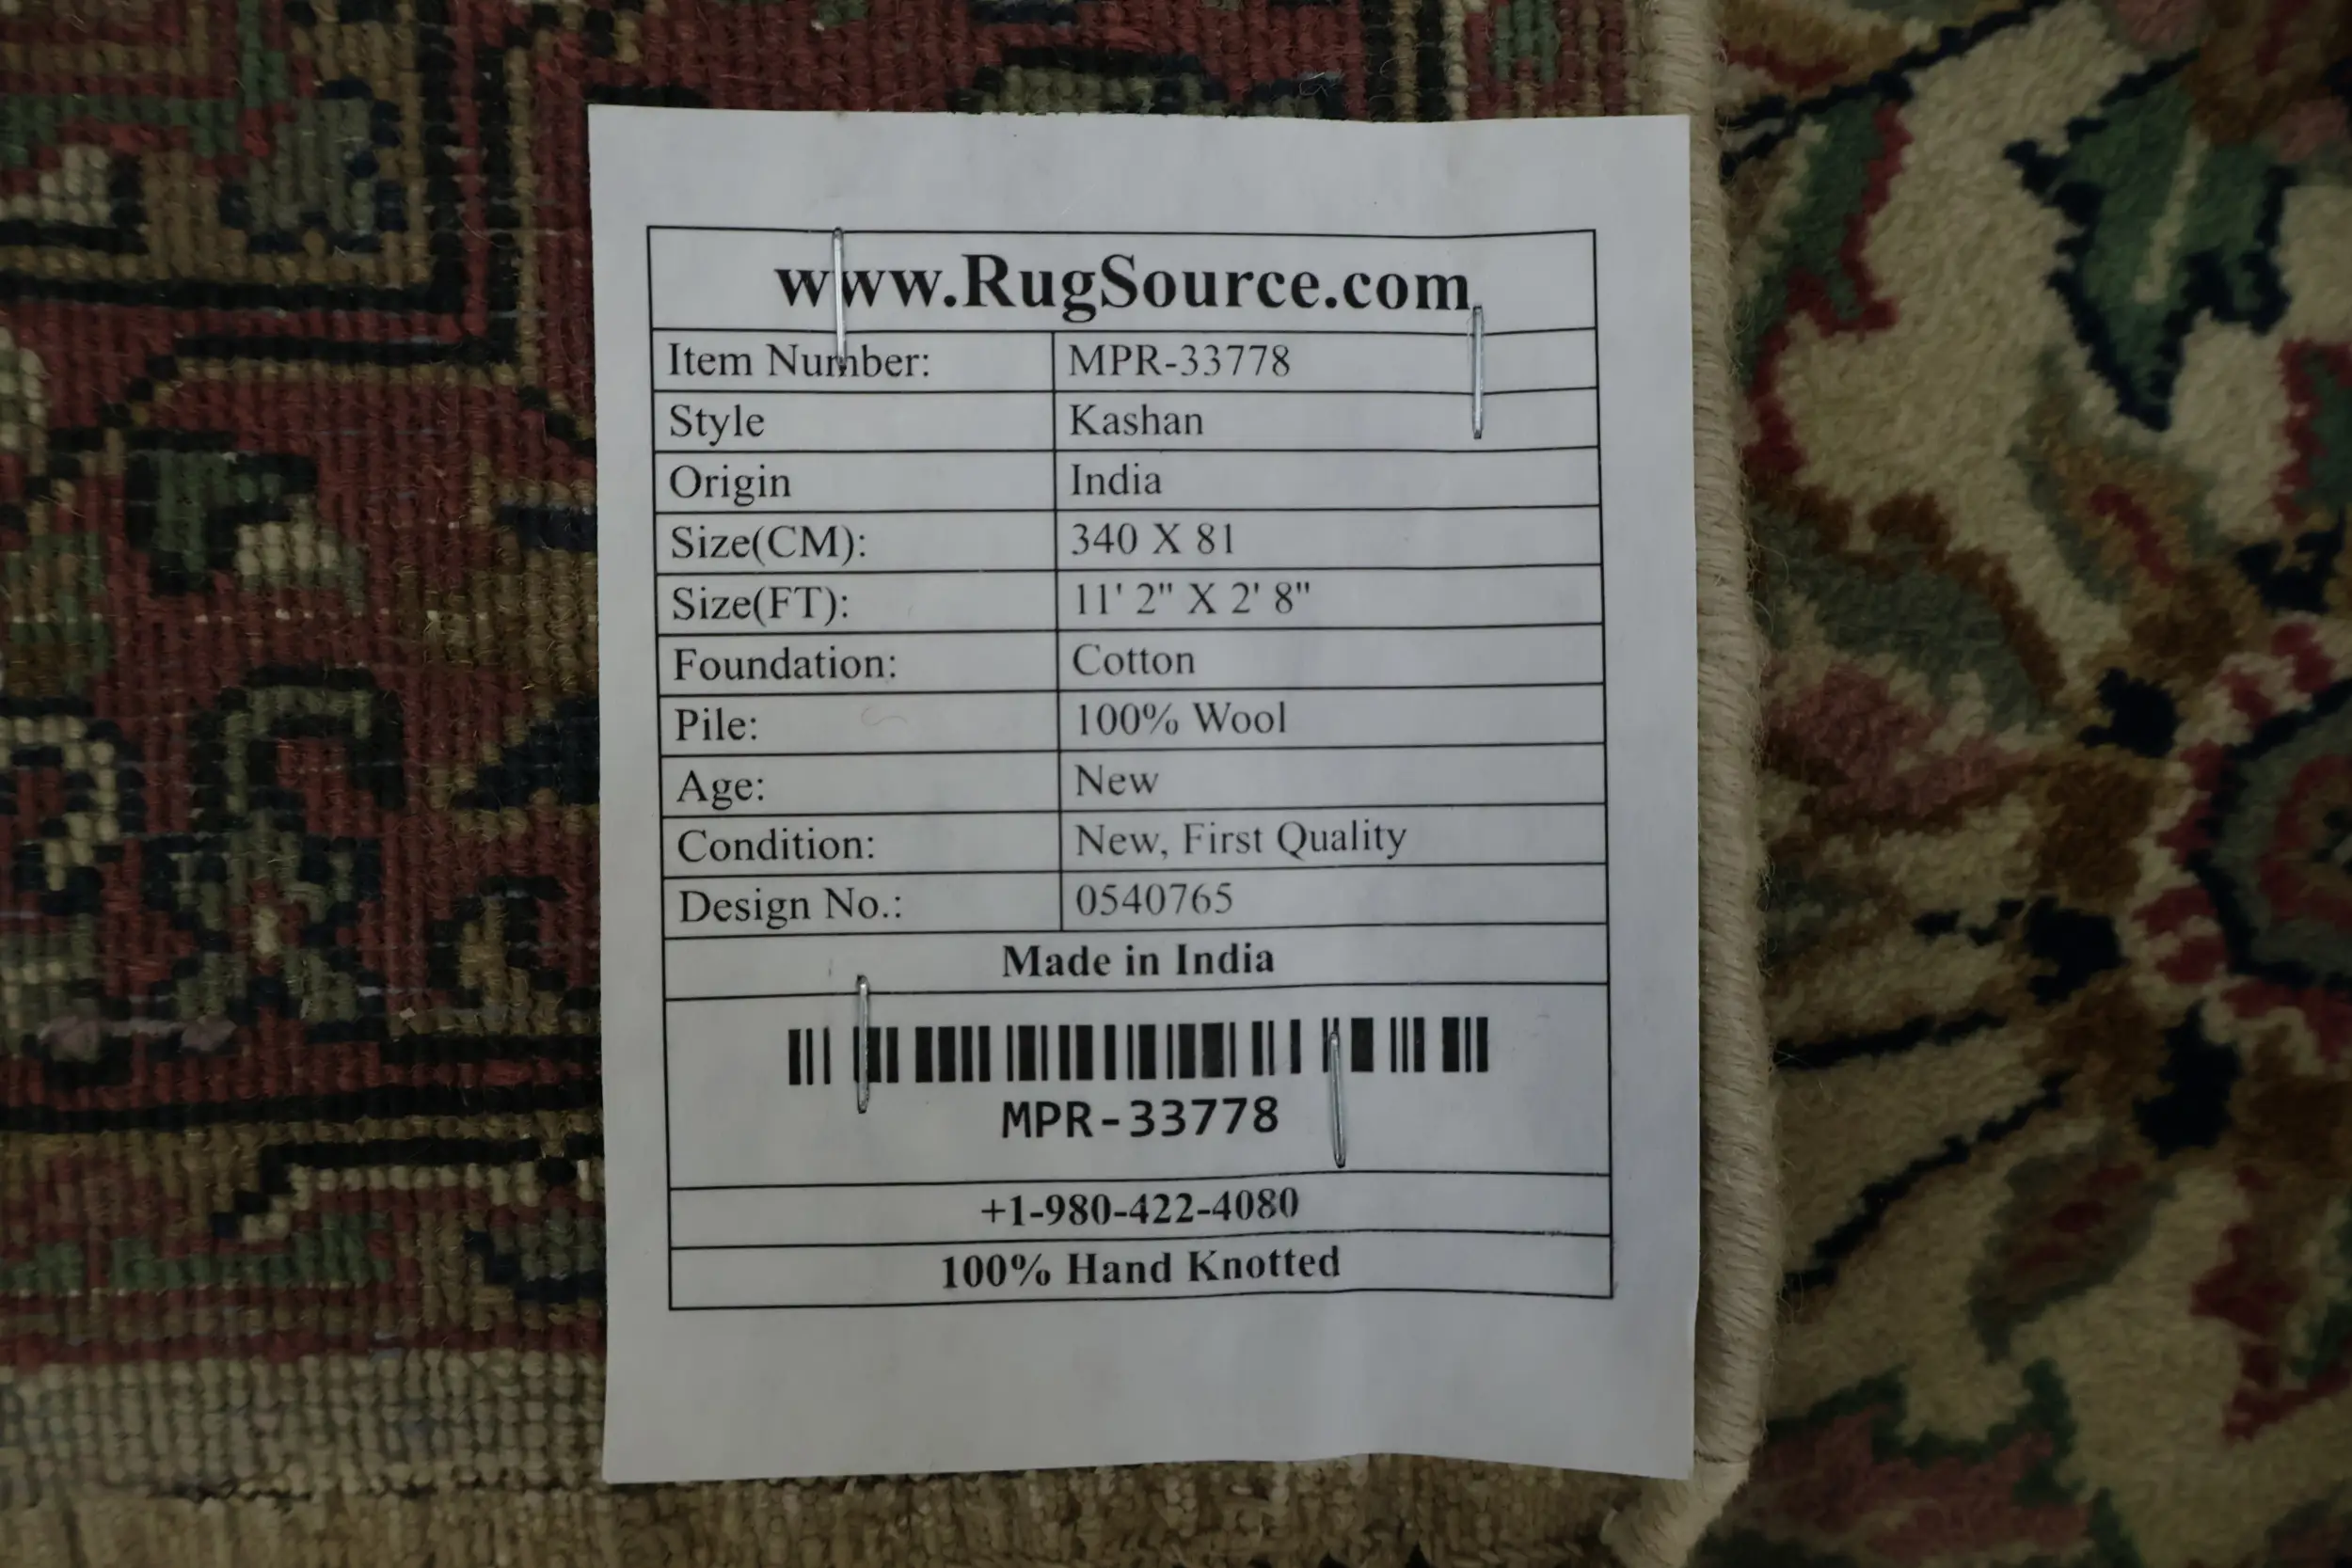 www.RugSource.com
Item Number: MPR-33778
Style Kashan
Origin India
Size(CM): 340 X 81
Size(FT): 11' 2" X 2' 8"
Foundation: Cotton
Pile: 100% Wool
Age: New
Condition: New, First Quality
Design No.: 0540765
Made in India
MPR-33778
+1-980-422-4080
100% Hand Knotted